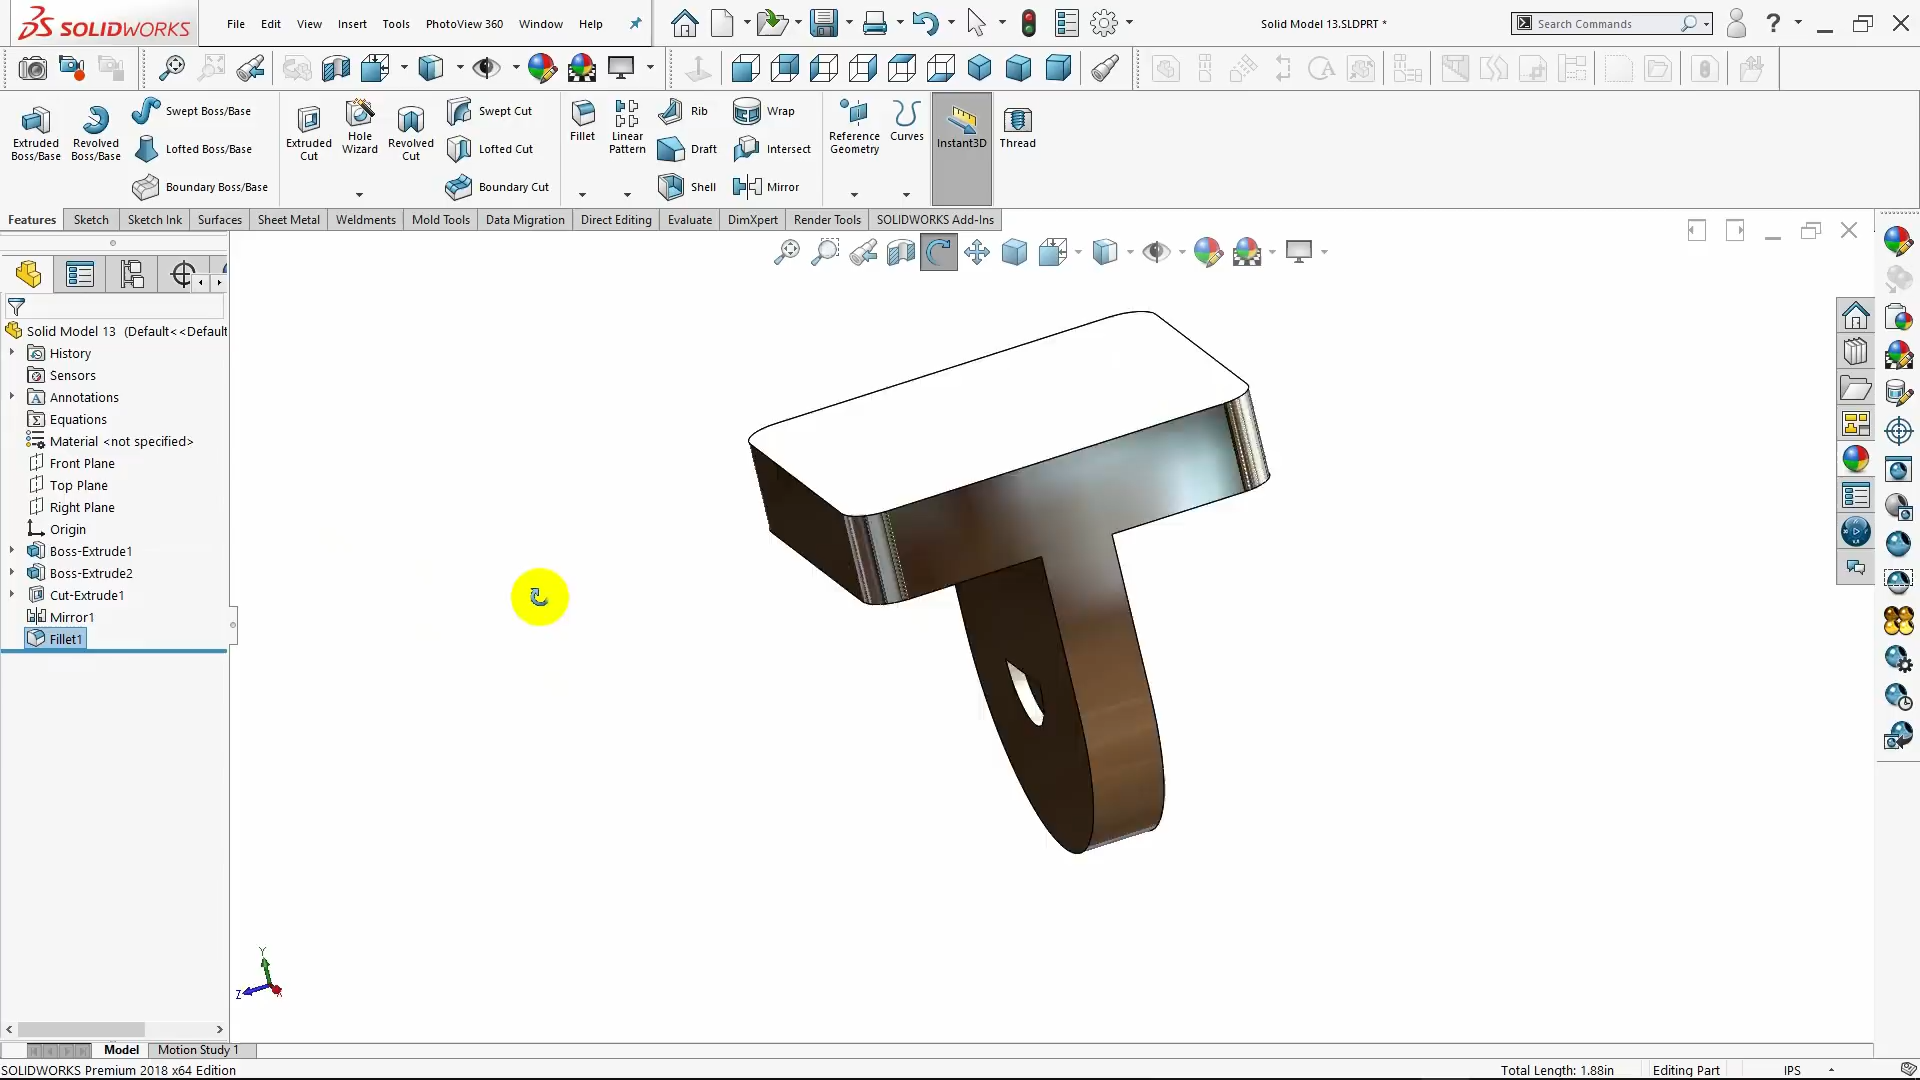 SOLIDWORKS File Edit View Insert Tools PhotoView 360 Window Help Solid Model 13.SLDPRT * Search Commands ?
Extruded Boss/Base
Revolved Boss/Base
Swept Boss/Base
Lofted Boss/Base
Boundary Boss/Base
Extruded Cut
Hole Wizard
Revolved Cut
Swept Cut
Lofted Cut
Boundary Cut
Fillet
Linear Pattern
Rib
Draft
Shell
Wrap
Intersect
Mirror
Reference Geometry
Curves
Instant3D
Thread
Features Sketch Sketch Ink Surfaces Sheet Metal Weldments Mold Tools Data Migration Direct Editing Evaluate DimXpert Render Tools SOLIDWORKS Add-Ins
Solid Model 13 (Default<<Default
History
Sensors
Annotations
Equations
Material <not specified>
Front Plane
Top Plane
Right Plane
Origin
Boss-Extrude1
Boss-Extrude2
Cut-Extrude1
Mirror1
Fillet1
Y
Z
X
Model Motion Study 1
SOLIDWORKS Premium 2018 x64 Edition Total Length: 1.88in Editing Part IPS